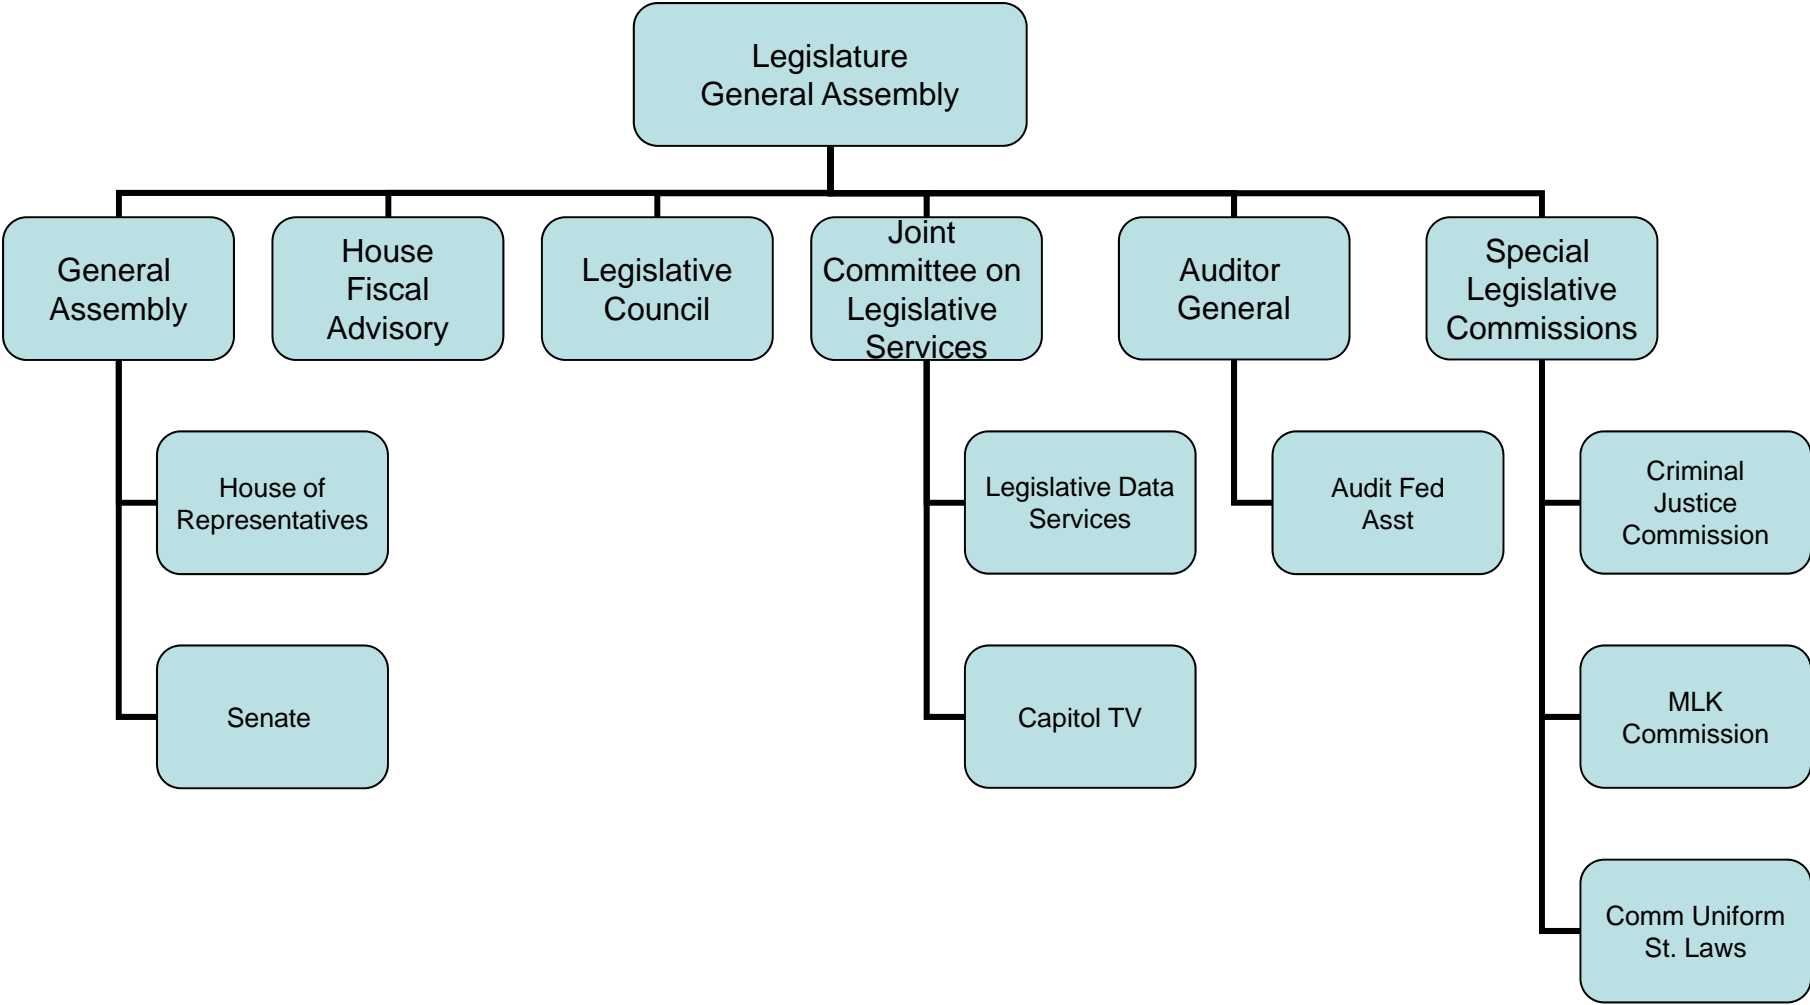 Legislature
General Assembly
General
Assembly
House
Fiscal
Advisory
Legislative
Council
Joint
Committee on
Legislative
Services
Auditor
General
Special
Legislative
Commissions
House of
Representatives
Legislative Data
Services
Audit Fed
Asst
Criminal
Justice
Commission
Senate
Capitol TV
MLK
Commission
Comm Uniform
St. Laws